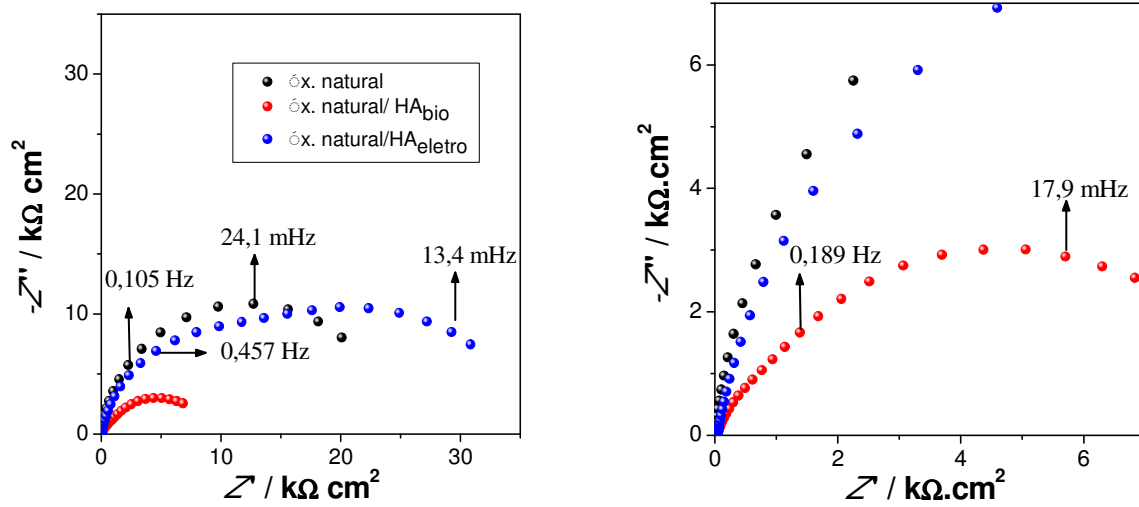 -Z'' / kΩ cm²
30
20
10
0
óx. natural
óx. natural/ HA_bio
óx. natural/HA_eletro
24,1 mHz
13,4 mHz
0,105 Hz
0,457 Hz
0 10 20 30
Z' / kΩ cm²
-Z'' / kΩ.cm²
6
4
2
0
17,9 mHz
0,189 Hz
0 2 4 6
Z' / kΩ.cm²